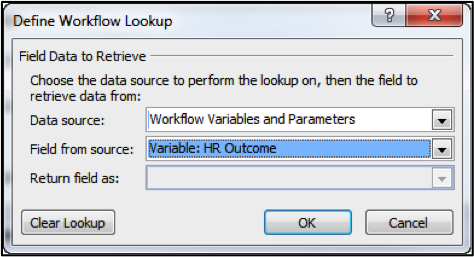 Define Workflow Lookup
Field Data to Retrieve
Choose the data source to perform the lookup on, then the field to
retrieve data from:
Data source: Workflow Variables and Parameters
Field from source: Variable: HR Outcome
Return field as:
Clear Lookup OK Cancel